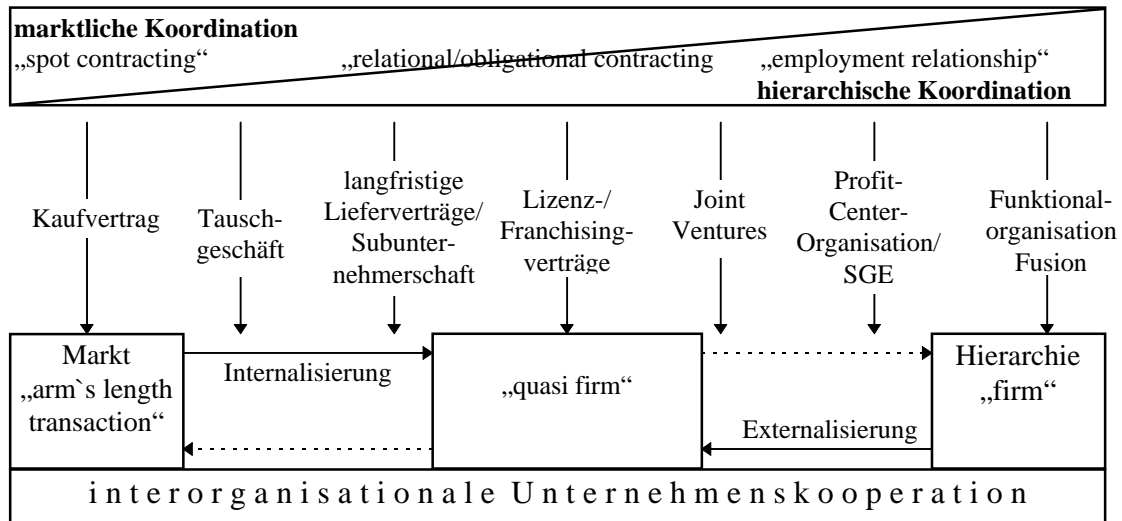 marktliche Koordination
„spot contracting“
„relational/obligational contracting
„employment relationship“
hierarchische Koordination
Kaufvertrag
Tausch-
geschäft
langfristige
Lieferverträge/
Subunter-
nehmerschaft
Lizenz-/
Franchising-
verträge
Joint
Ventures
Profit-
Center-
Organisation/
SGE
Funktional-
organisation
Fusion
Markt
„arm`s length
transaction“
Internalisierung
„quasi firm“
Externalisierung
Hierarchie
„firm“
interorganisationale Unternehmenskooperation